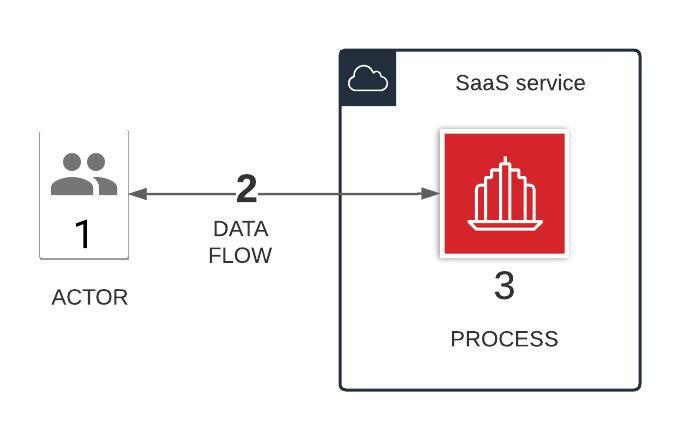 SaaS service
1
2
DATA
FLOW
3
ACTOR
PROCESS